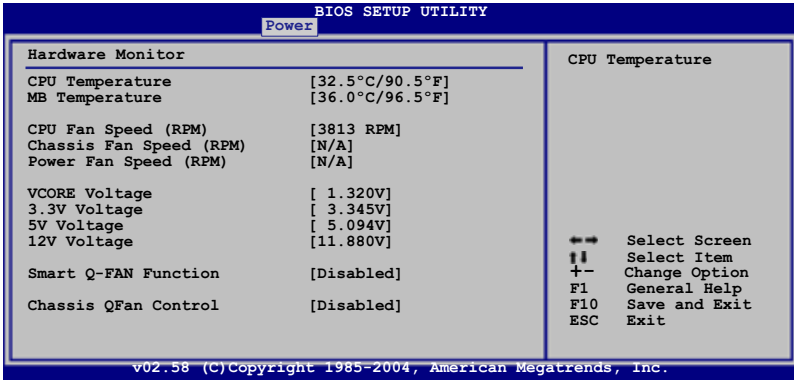 BIOS SETUP UTILITY
Power
Hardware Monitor
CPU Temperature [32.5°C/90.5°F]
MB Temperature [36.0°C/96.5°F]
CPU Fan Speed (RPM) [3813 RPM]
Chassis Fan Speed (RPM) [N/A]
Power Fan Speed (RPM) [N/A]
VCORE Voltage [ 1.320V]
3.3V Voltage [ 3.345V]
5V Voltage [ 5.094V]
12V Voltage [11.880V]
Smart Q-FAN Function [Disabled]
Chassis QFan Control [Disabled]
CPU Temperature
←→ Select Screen
↑↓ Select Item
+- Change Option
F1 General Help
F10 Save and Exit
ESC Exit
v02.58 (C)Copyright 1985-2004, American Megatrends, Inc.